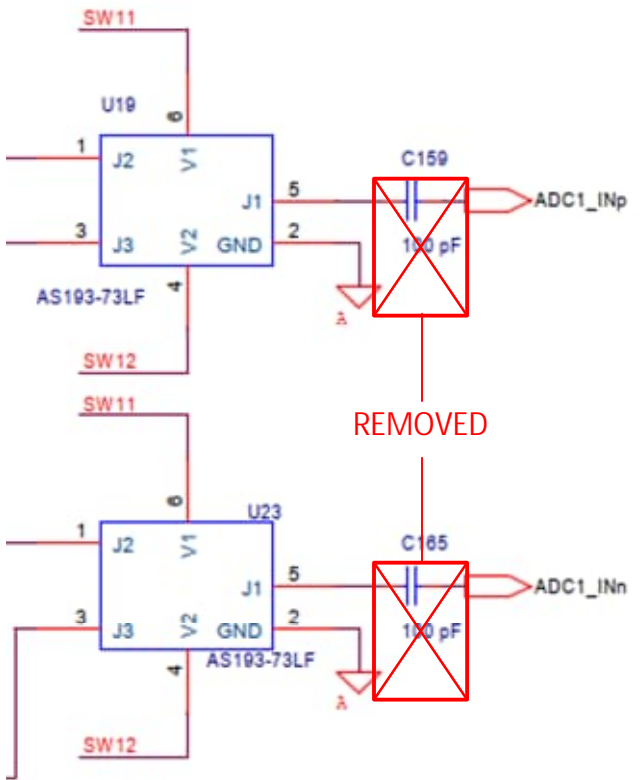 SW11
U19
6
1
J2
V1
C159
J1
5
ADC1_INp
3
J3
V2
GND
2
100 pF
4
AS193-73LF
A
SW12
SW11
REMOVED
6
U23
1
J2
V1
C165
J1
5
ADC1_INn
3
J3
V2
GND
2
100 pF
4
AS193-73LF
A
SW12